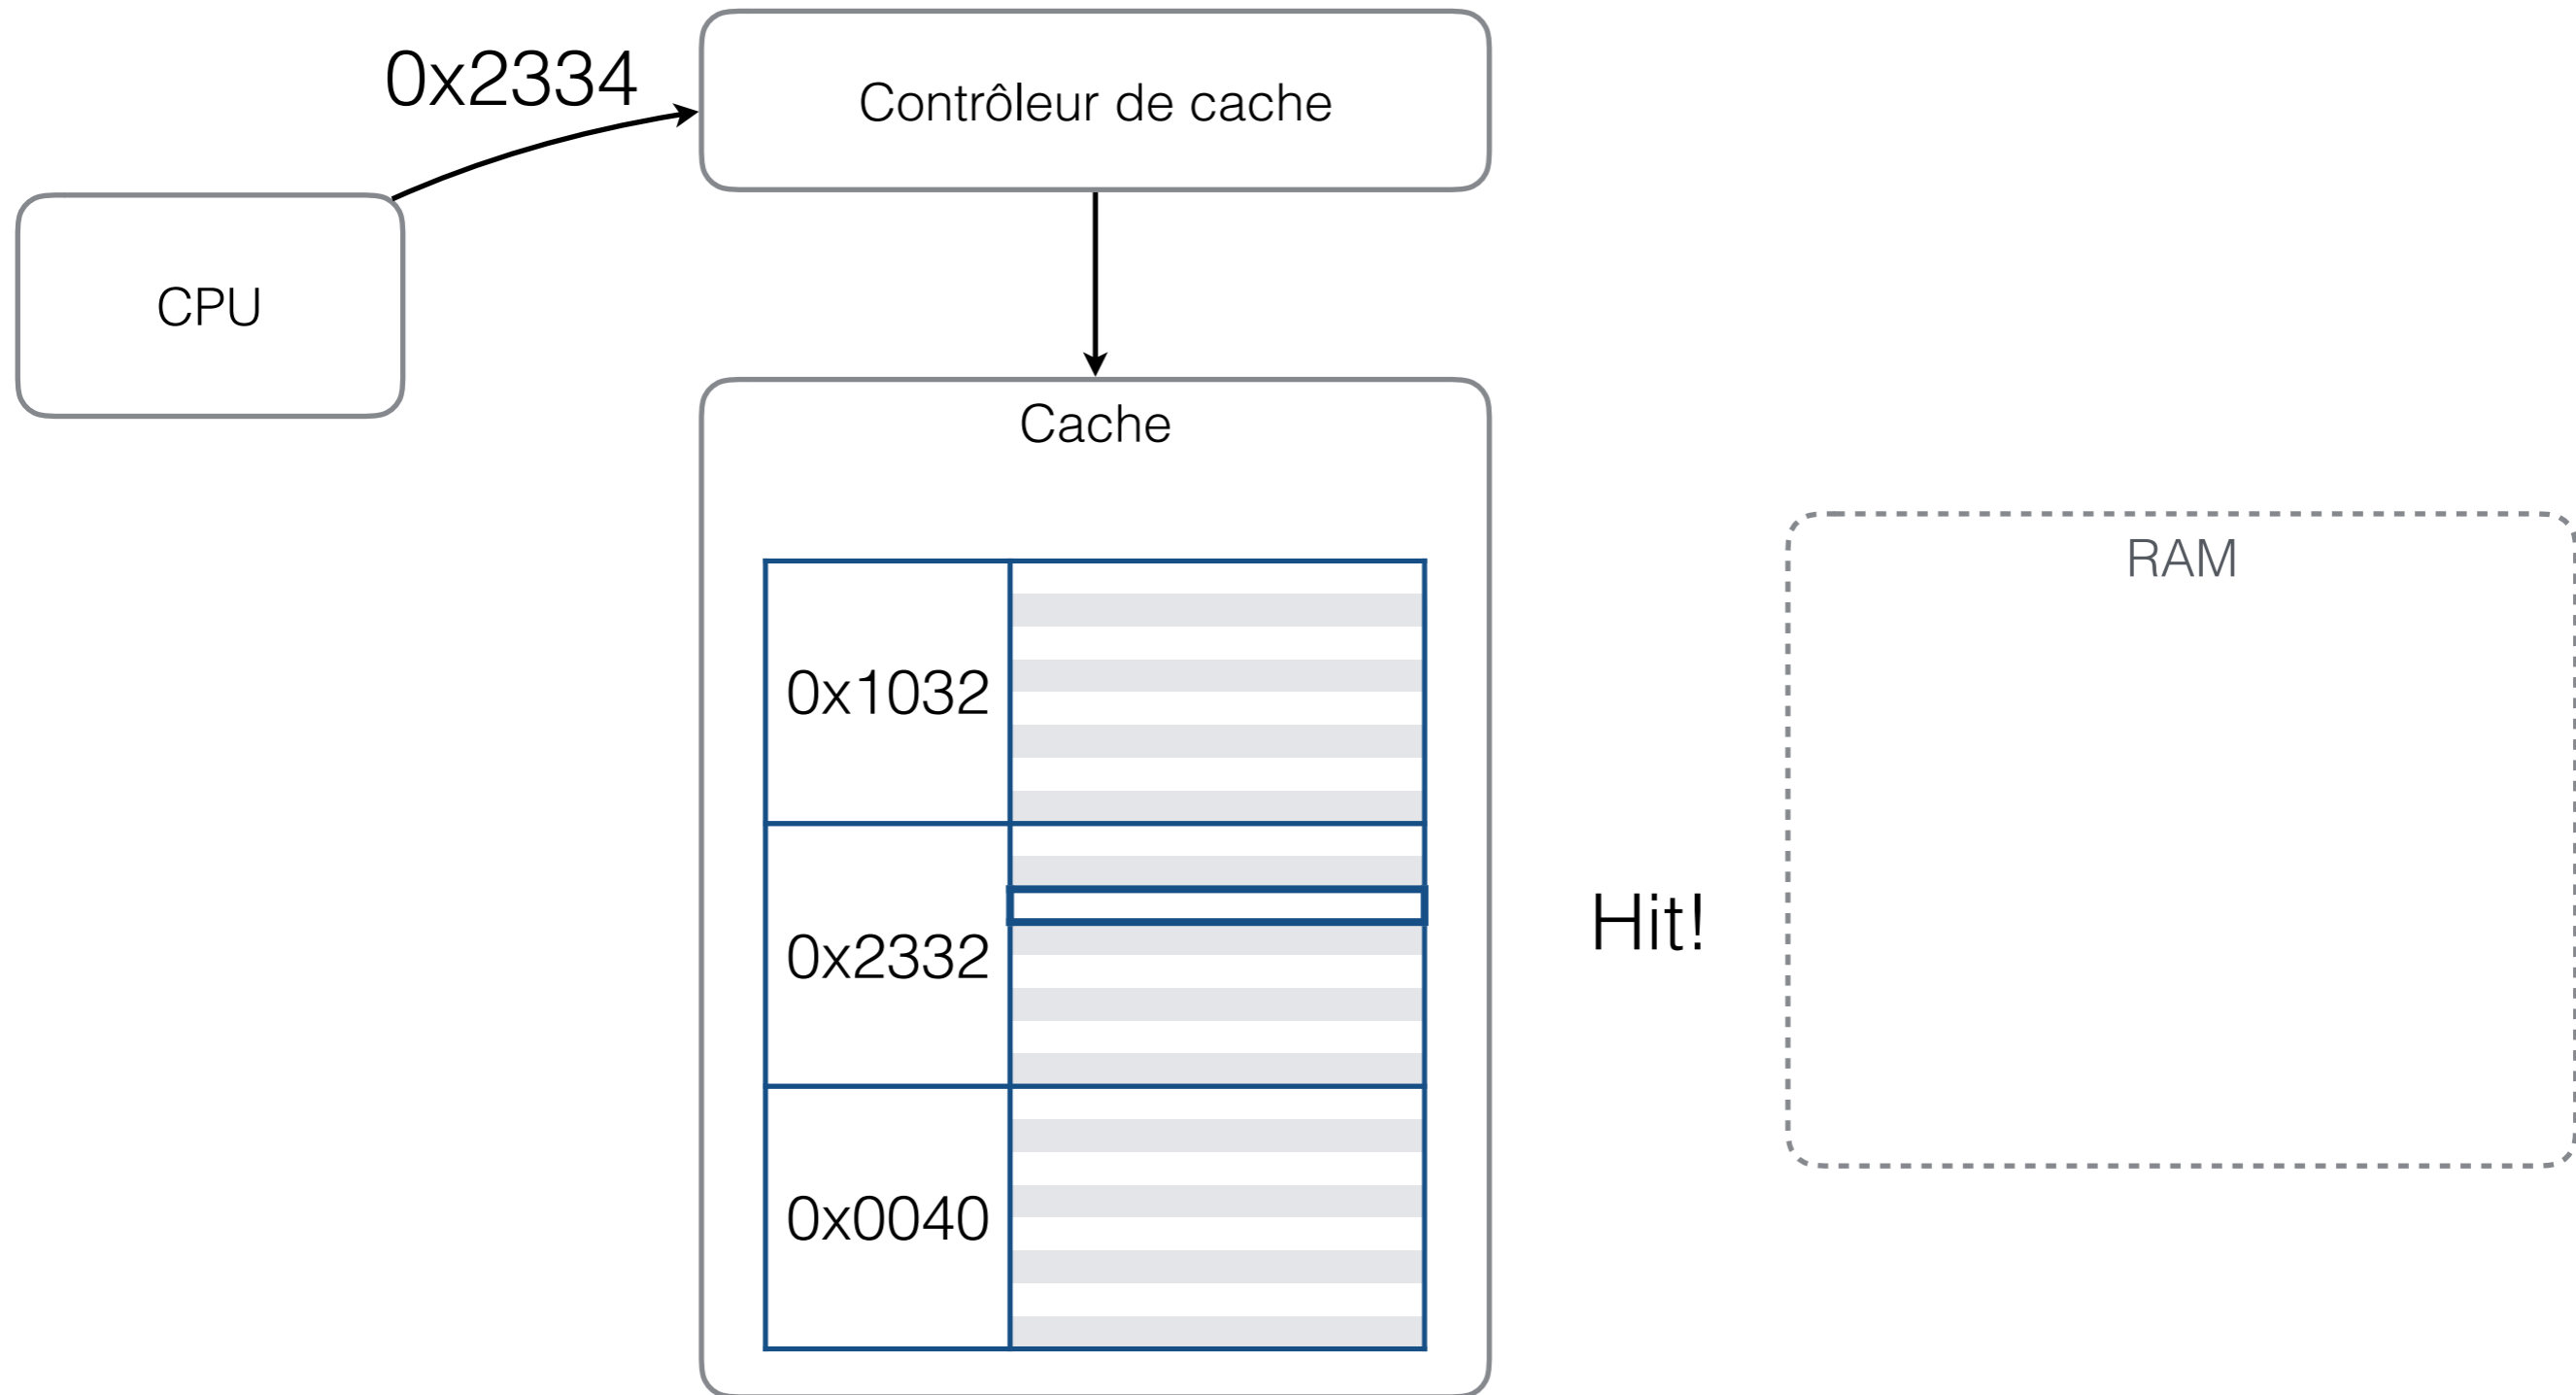 0x2334
Contrôleur de cache
CPU
Cache
RAM
0x1032
Hit!
0x2332
0x0040